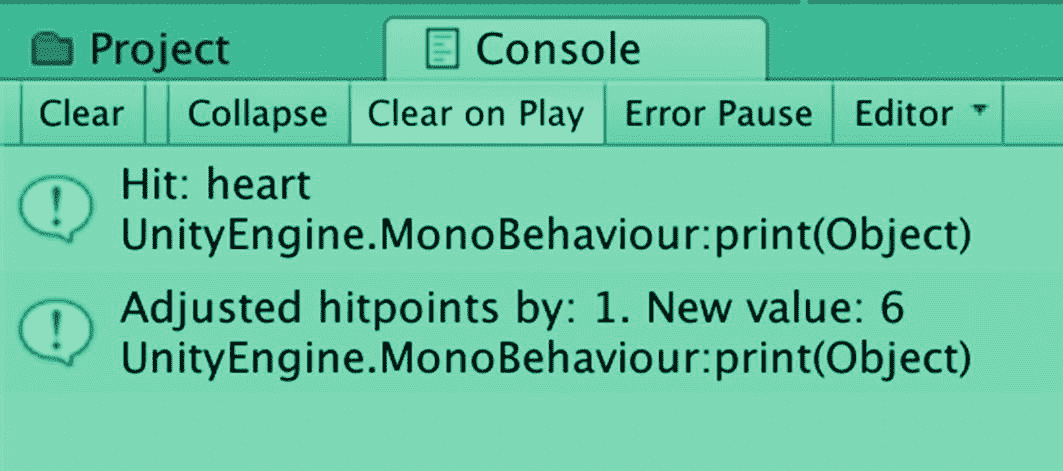 Project Console
Clear Collapse Clear on Play Error Pause Editor
Hit: heart
UnityEngine.MonoBehaviour:print(Object)
Adjusted hitpoints by: 1. New value: 6
UnityEngine.MonoBehaviour:print(Object)